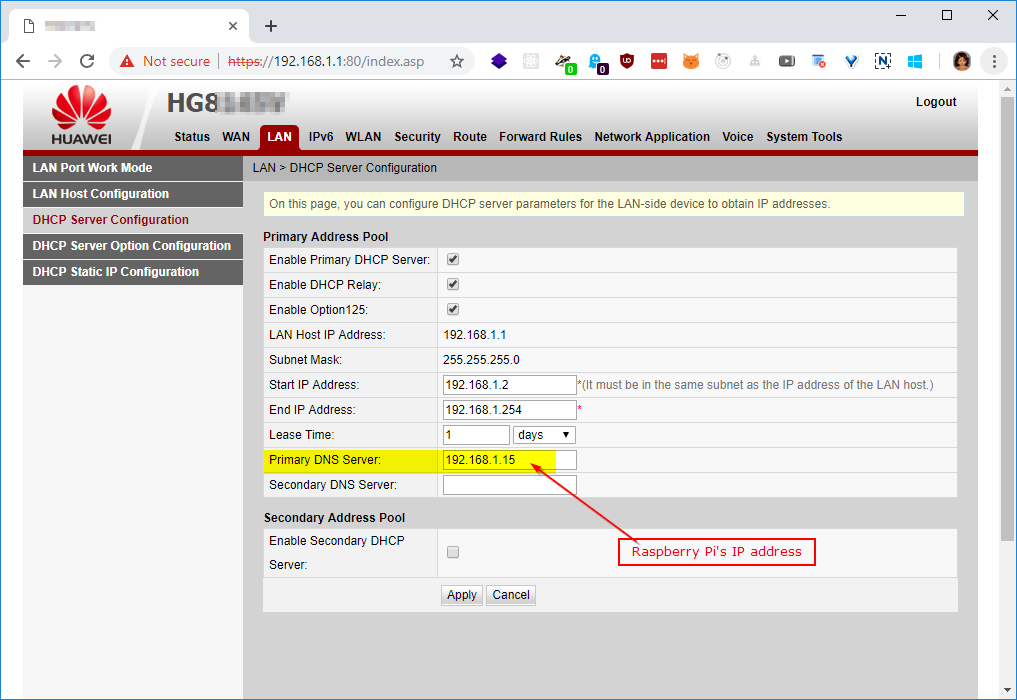 Not secure https://192.168.1.1:80/index.asp
0
0
UD
N
HUAWEI
HG8
Logout
Status WAN LAN IPv6 WLAN Security Route Forward Rules Network Application Voice System Tools
LAN Port Work Mode
LAN Host Configuration
DHCP Server Configuration
DHCP Server Option Configuration
DHCP Static IP Configuration
LAN > DHCP Server Configuration
On this page, you can configure DHCP server parameters for the LAN-side device to obtain IP addresses.
Primary Address Pool
Enable Primary DHCP Server:
Enable DHCP Relay:
Enable Option125:
LAN Host IP Address: 192.168.1.1
Subnet Mask: 255.255.255.0
Start IP Address: 192.168.1.2 *(It must be in the same subnet as the IP address of the LAN host.)
End IP Address: 192.168.1.254 *
Lease Time: 1 days
Primary DNS Server: 192.168.1.15
Secondary DNS Server:
Secondary Address Pool
Enable Secondary DHCP
Server:
Raspberry Pi's IP address
Apply Cancel